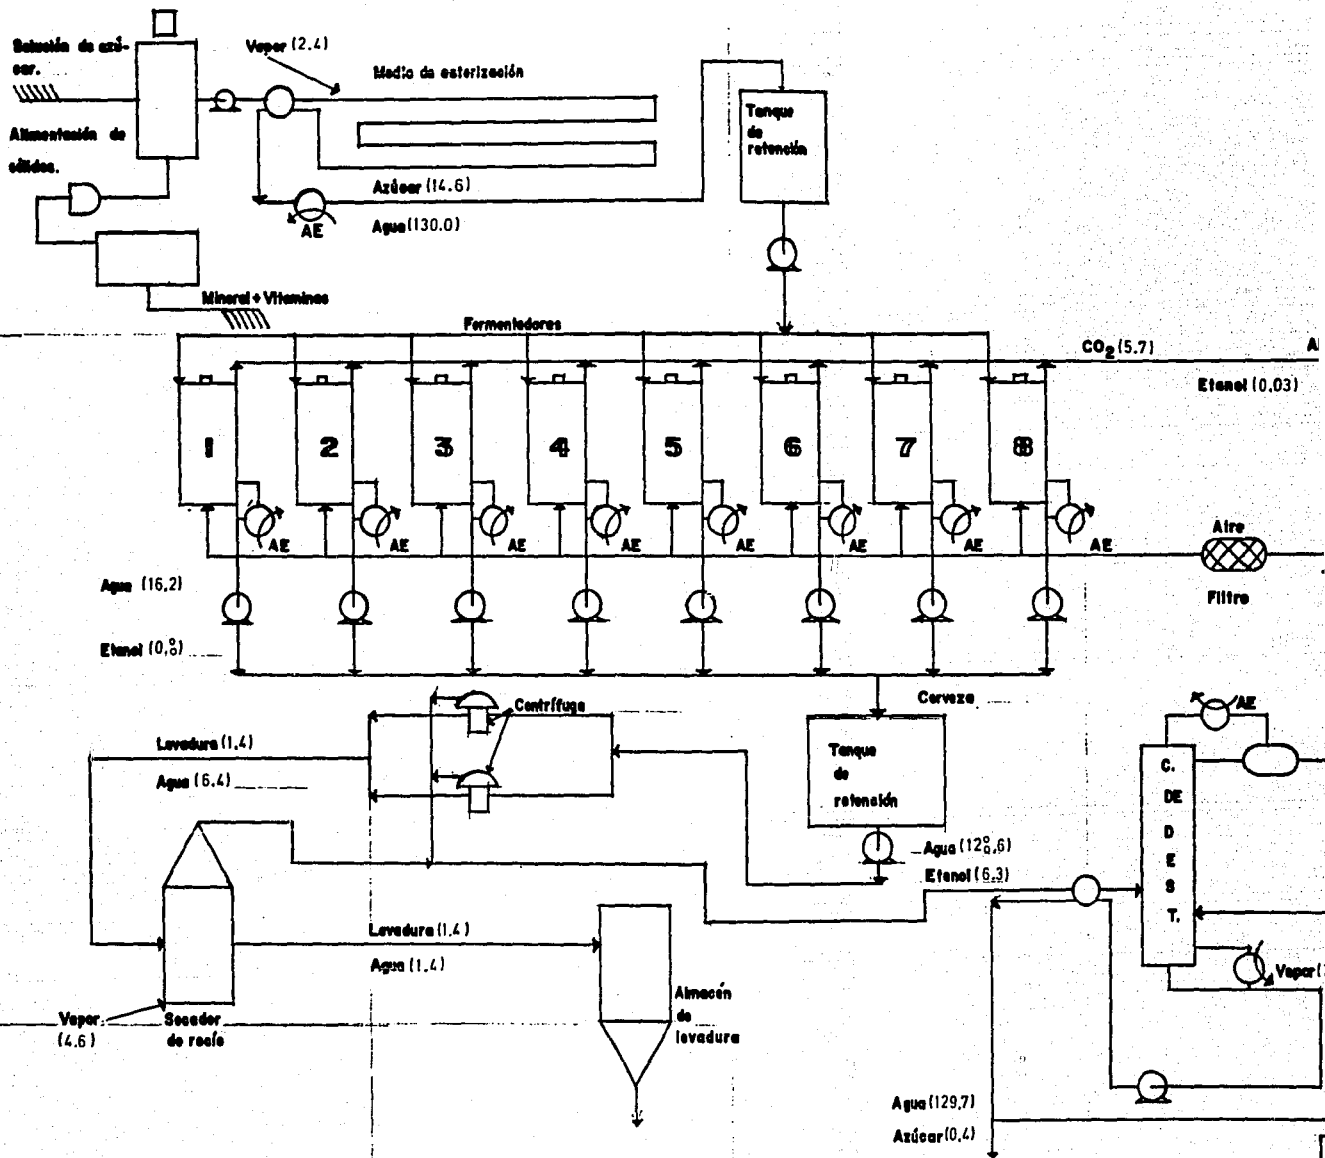 Solución de azú-
car.
Vapor (2.4)
Medio de esterización
Alimentación de
sólidos.
Tanque
de
retención
Azúcar (14.6)
Agua (130.0)
AE
Mineral + Vitaminas
Fermentadores
CO2 (5.7)
Etanol (0.03)
1 2 3 4 5 6 7 8
AE AE AE AE AE AE AE AE
Aire
Filtro
Agua (16.2)
Etanol
Cerveza
Centrífuga
Levadura (1.4)
Agua (6.4)
Tanque
de
retención
AE
C.
DE
D
E
S
T.
Agua
Etanol (6.3)
Levadura (1.4)
Agua (1.4)
Vapor
(4.6)
Secador
de rocío
Almacén
de
levadura
Vapor
Agua (129.7)
Azúcar (0.4)